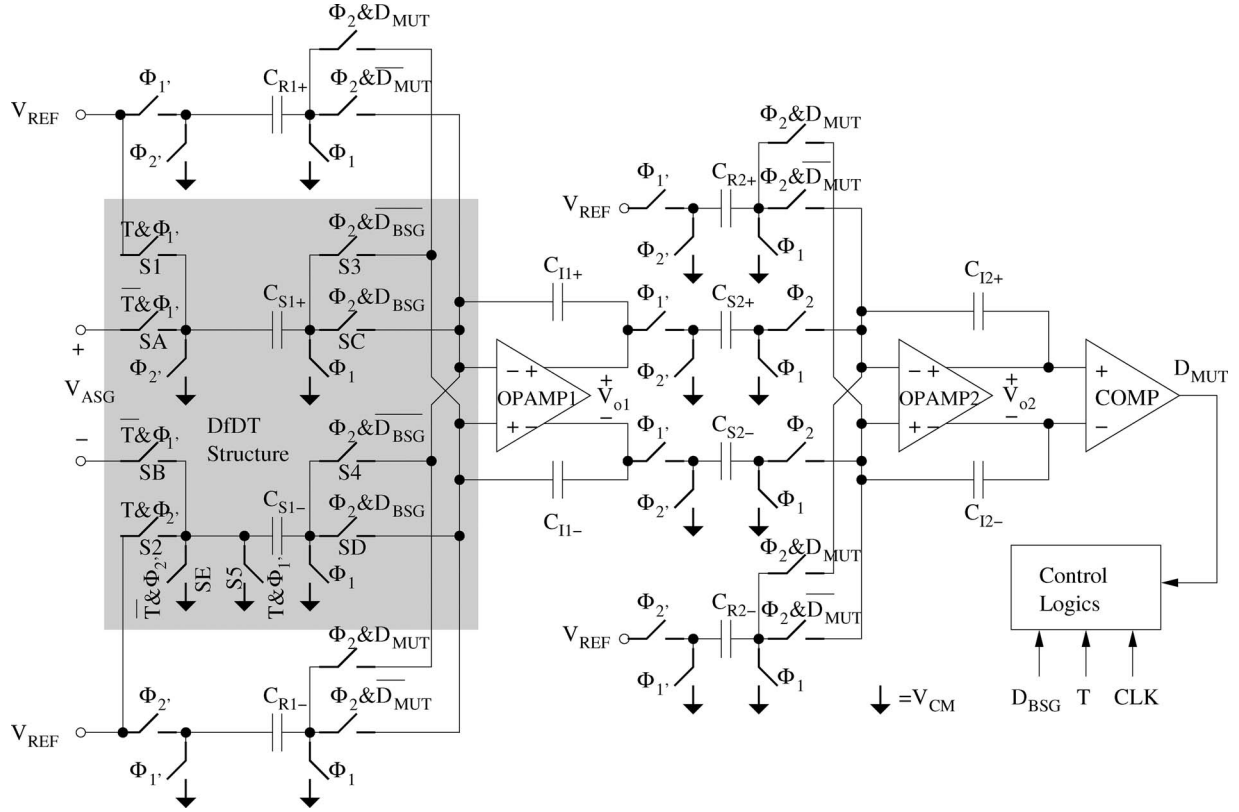 Φ2&DMUT
Φ1' CR1+ Φ2&D̅MUT̅
VREF
Φ2' Φ1
Φ2&DMUT
Φ1' CR2+ Φ2&D̅MUT̅
VREF
Φ2' Φ1
T&Φ1' Φ2&D̅BSG̅
S1 S3
CI1+ CI2+
T̅&Φ1' CS1+ Φ2&DBSG
SA SC
Φ1' CS2+ Φ2
+
Φ2' Φ1
Φ2' Φ1
VASG
− + OPAMP1 + −
+ Vo1 −
− + OPAMP2 + −
+ Vo2 −
+ COMP −
DMUT
DfDT
Structure
T̅&Φ1' Φ2&D̅BSG̅
−
SB S4
Φ1' CS2− Φ2
T&Φ2' CS1− Φ2&DBSG
S2 SD
Φ2' Φ1
CI1− CI2−
T̅&Φ2' SE S5 T&Φ1' Φ1
Φ2&DMUT
Φ2' CR2− Φ2&D̅MUT̅
VREF
Φ1' Φ1
Control
Logics
DBSG T CLK
=VCM
Φ2&DMUT
Φ2' CR1− Φ2&D̅MUT̅
VREF
Φ1' Φ1